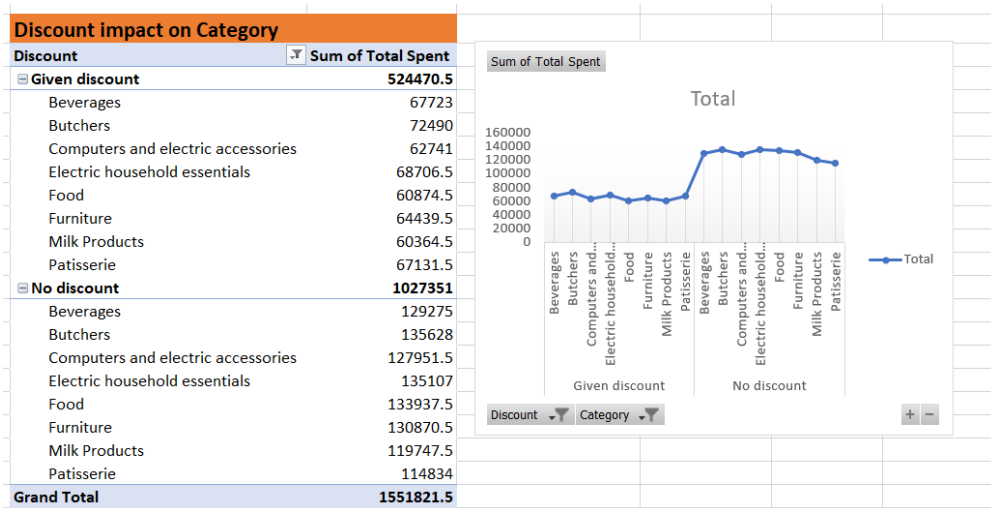 Discount impact on Category
Discount Sum of Total Spent
Given discount 524470.5
Beverages 67723
Butchers 72490
Computers and electric accessories 62741
Electric household essentials 68706.5
Food 60874.5
Furniture 64439.5
Milk Products 60364.5
Patisserie 67131.5
No discount 1027351
Beverages 129275
Butchers 135628
Computers and electric accessories 127951.5
Electric household essentials 135107
Food 133937.5
Furniture 130870.5
Milk Products 119747.5
Patisserie 114834
Grand Total 1551821.5
Sum of Total Spent
Total
160000
140000
120000
100000
80000
60000
40000
20000
0
Beverages
Butchers
Computers and...
Electric household...
Food
Furniture
Milk Products
Patisserie
Beverages
Butchers
Computers and...
Electric household...
Food
Furniture
Milk Products
Patisserie
Given discount No discount
Total
Discount Category + -